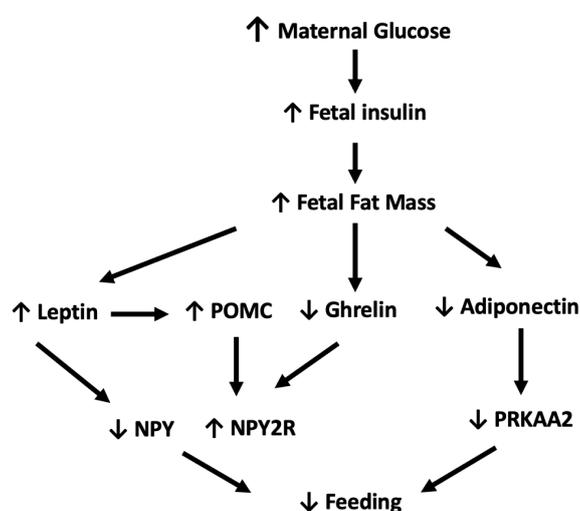 ↑ Maternal Glucose
↑ Fetal insulin
↑ Fetal Fat Mass
↑ Leptin ↑ POMC ↓ Ghrelin ↓ Adiponectin
↓ NPY ↑ NPY2R ↓ PRKAA2
↓ Feeding